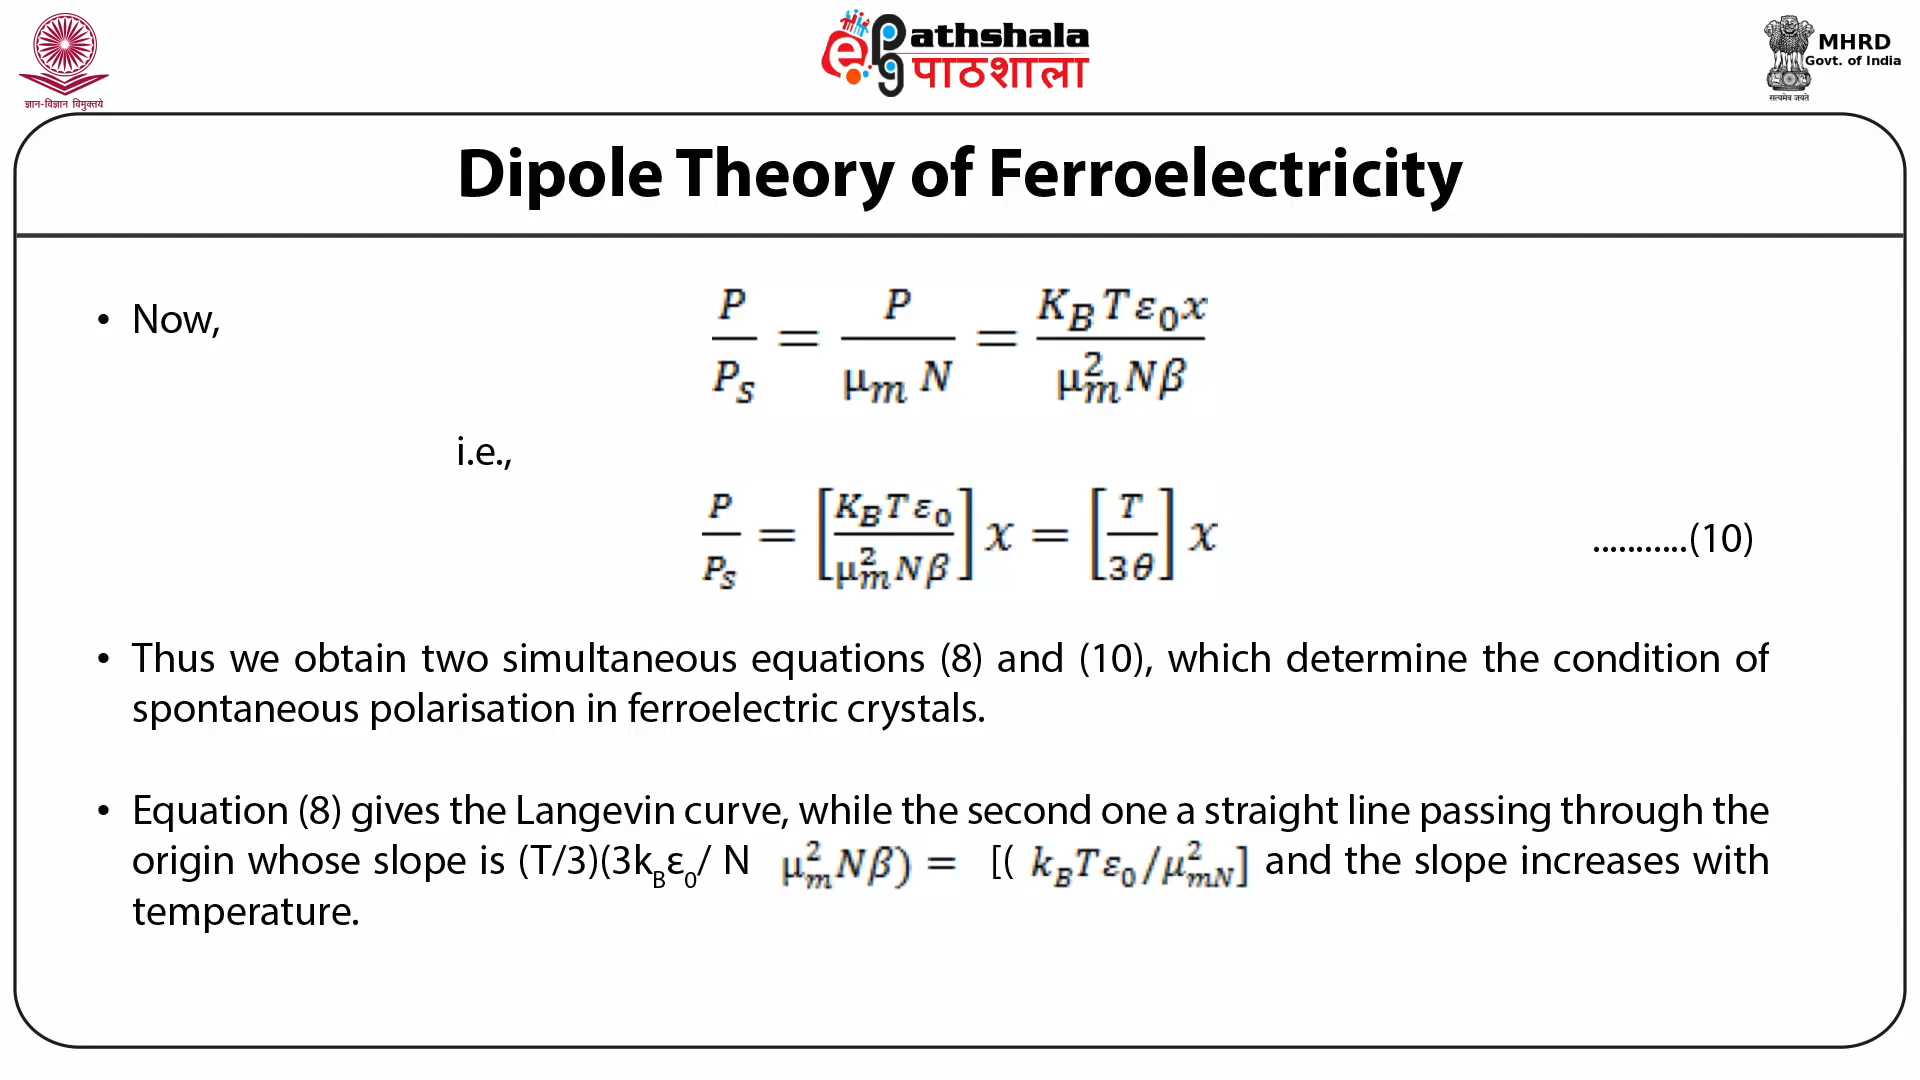 ज्ञान-विज्ञान विमुक्तये
ePathshala
पाठशाला
MHRD
Govt. of India
सत्यमेव जयते
Dipole Theory of Ferroelectricity
• Now,
P/P_S = P/(μ_m N) = (K_B T ε_0 x)/(μ_m^2 N β)
i.e.,
P/P_S = [K_B T ε_0/(μ_m^2 N β)] x = [T/(3θ)] x ...........(10)
• Thus we obtain two simultaneous equations (8) and (10), which determine the condition of
spontaneous polarisation in ferroelectric crystals.
• Equation (8) gives the Langevin curve, while the second one a straight line passing through the
origin whose slope is (T/3)(3k_Bε_0/ N μ_m^2 Nβ) = [( k_B T ε_0/μ_{mN}^2] and the slope increases with
temperature.